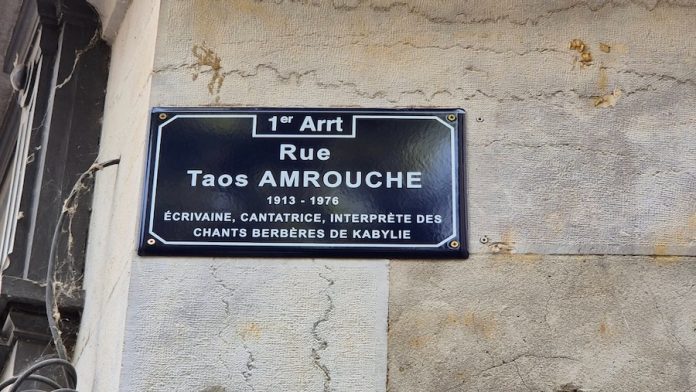 1er Arrt
Rue
Taos AMROUCHE
1913 - 1976
ÉCRIVAINE, CANTATRICE, INTERPRÈTE DES
CHANTS BERBÈRES DE KABYLIE